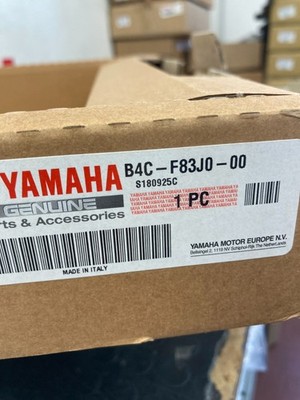 YAMAHA B4C-F83J0-00
S180925C
GENUINE
rts & Accessories
1 PC
MADE IN ITALY
YAMAHA MOTOR EUROPE N.V.